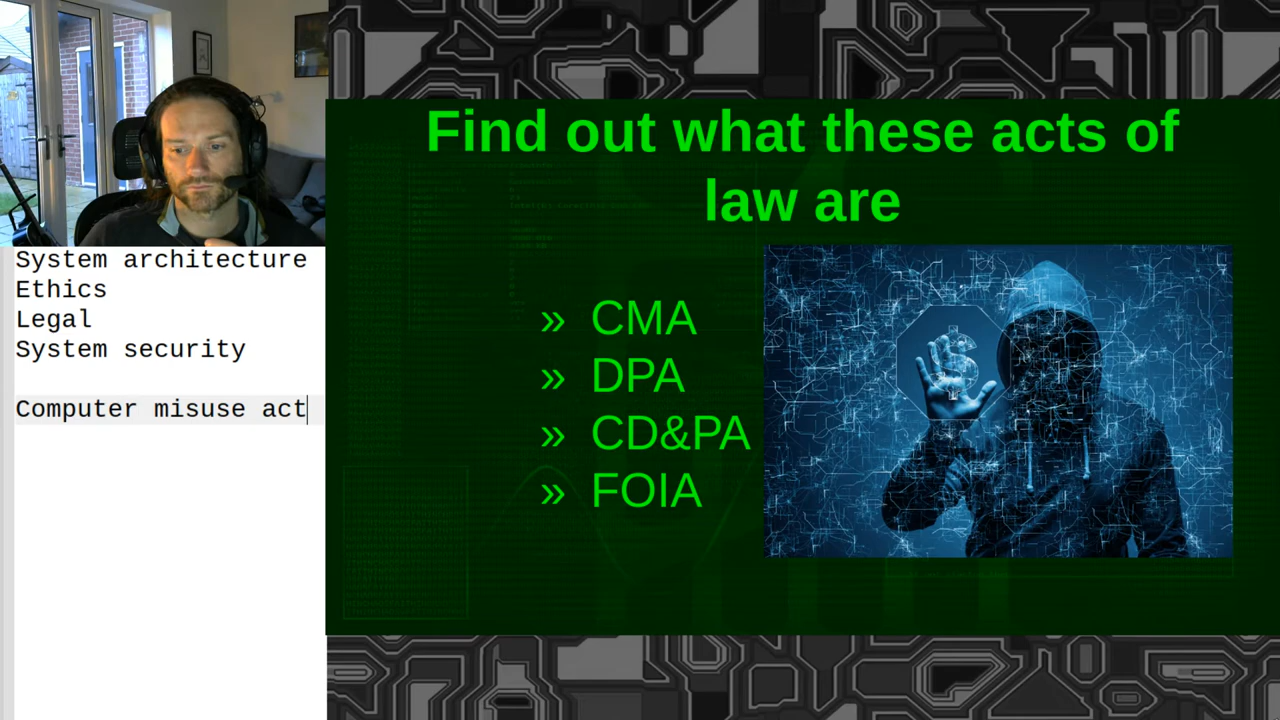 System architecture
Ethics
Legal
System security
Computer misuse act
Find out what these acts of
law are
» CMA
» DPA
» CD&PA
» FOIA